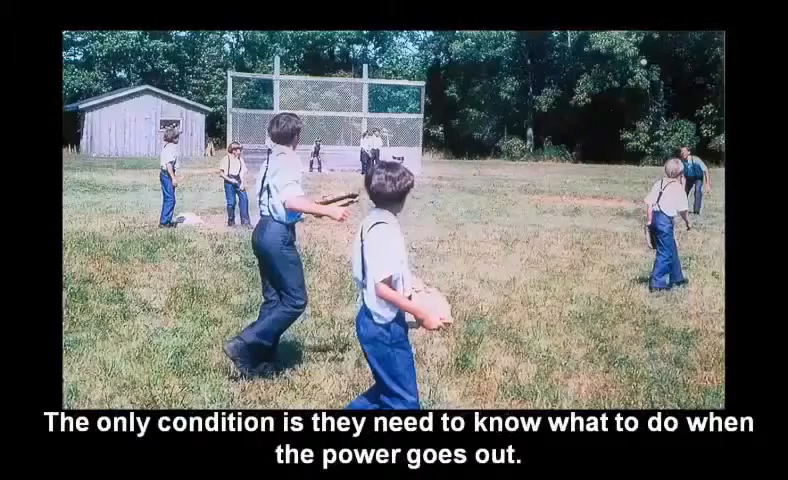 The only condition is they need to know what to do when
the power goes out.